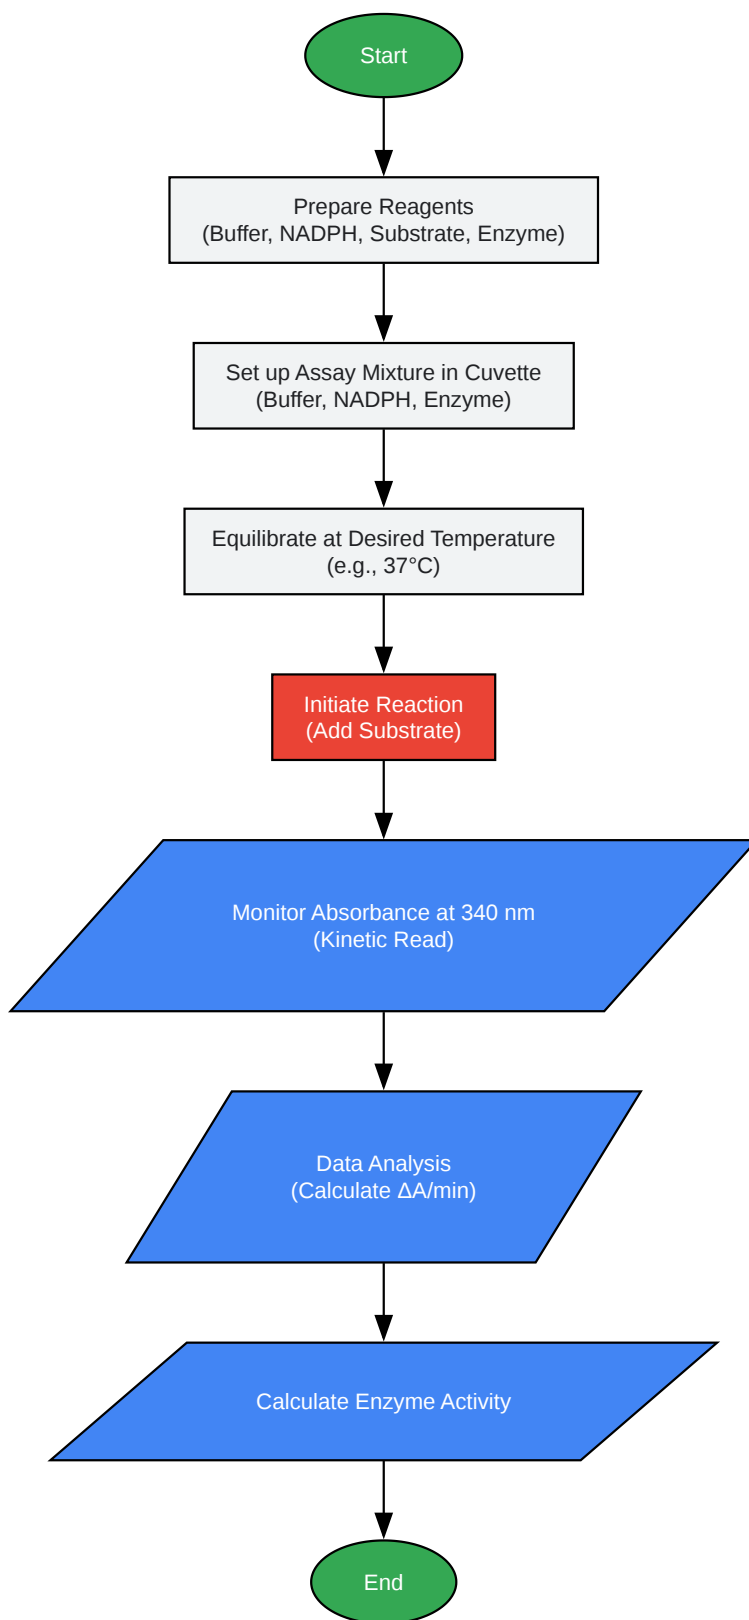 Start
Prepare Reagents
(Buffer, NADPH, Substrate, Enzyme)
Set up Assay Mixture in Cuvette
(Buffer, NADPH, Enzyme)
Equilibrate at Desired Temperature
(e.g., 37°C)
Initiate Reaction
(Add Substrate)
Monitor Absorbance at 340 nm
(Kinetic Read)
Data Analysis
(Calculate ΔA/min)
Calculate Enzyme Activity
End